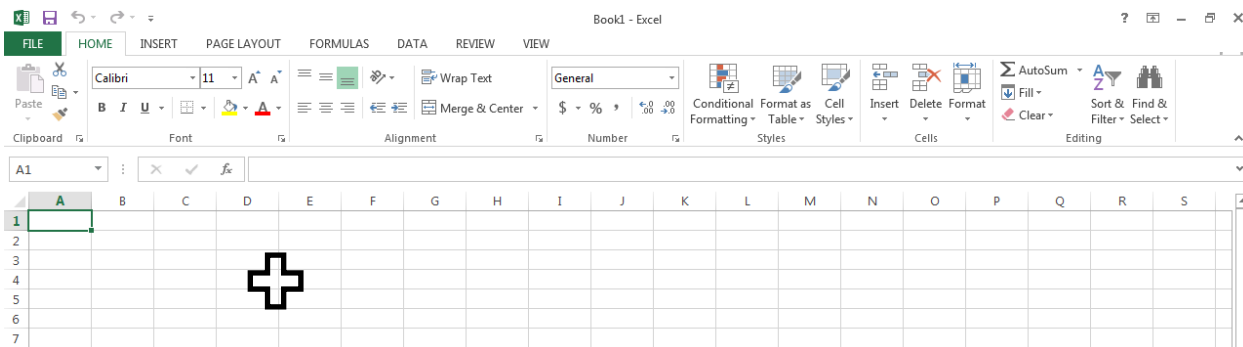 Book1 - Excel
FILE HOME INSERT PAGE LAYOUT FORMULAS DATA REVIEW VIEW
Calibri 11 A A Wrap Text General AutoSum
Paste B I U A Merge & Center $ % , .0 .00 .00 .0 Conditional Formatting Format as Table Cell Styles Insert Delete Format Fill Clear Sort & Filter Find & Select
Clipboard Font Alignment Number Styles Cells Editing
A1 fx
A B C D E F G H I J K L M N O P Q R S
1
2
3
4
5
6
7